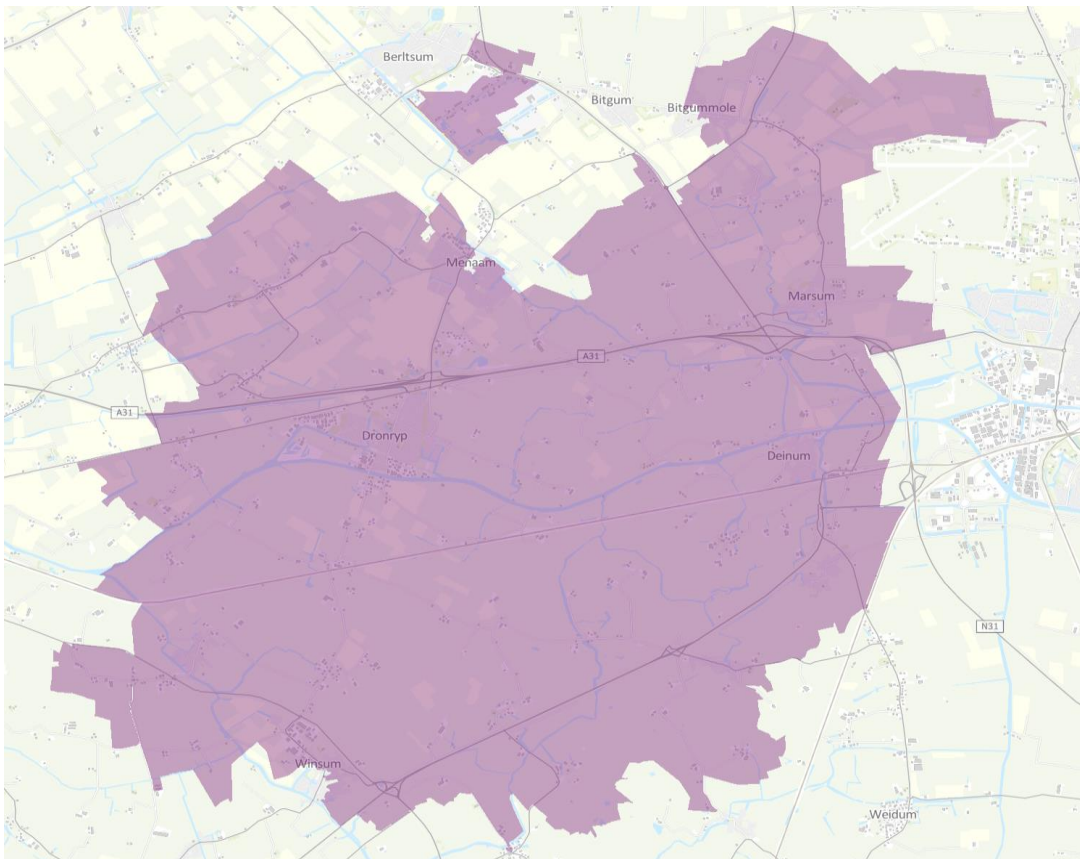 Berltsum
Bitgum
Bitgummole
Menaam
Marsum
A31
A31
Dronryp
Deinum
N31
Winsum
Weidum